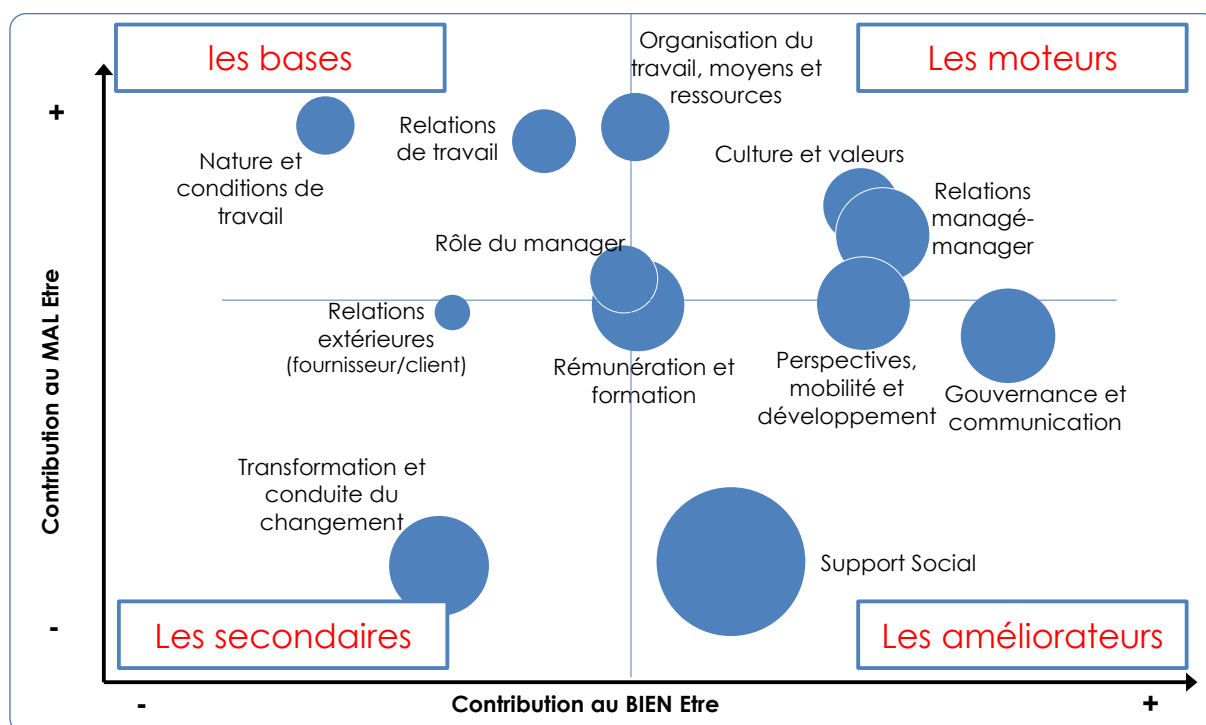 les bases
Organisation du
travail, moyens et
ressources
Les moteurs
+
Nature et
conditions de
travail
Relations
de travail
Culture et valeurs
Relations
managé-
manager
Rôle du manager
Contribution au MAL Etre
Relations
extérieures
(fournisseur/client)
Rémunération et
formation
Perspectives,
mobilité et
développement
Gouvernance et
communication
Transformation et
conduite du
changement
Support Social
-
Les secondaires
Les améliorateurs
-
Contribution au BIEN Etre
+